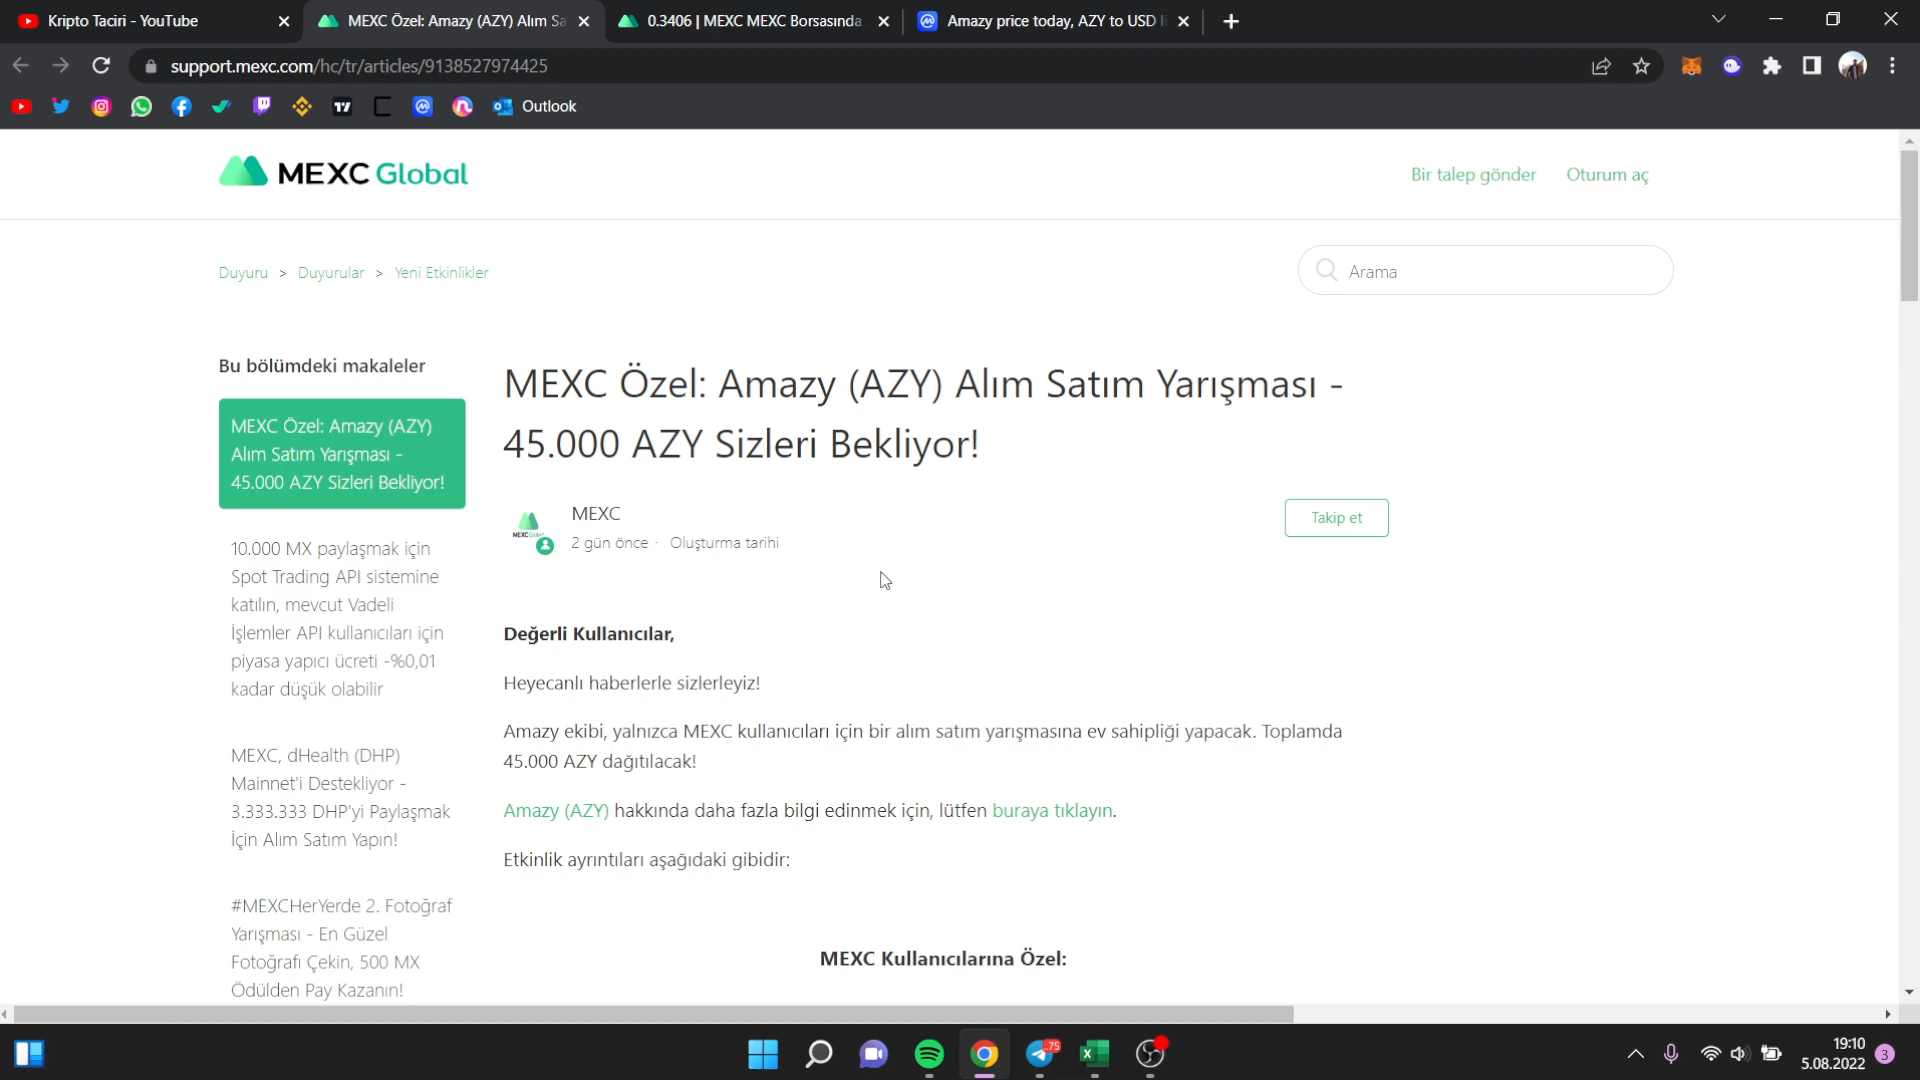 Kripto Taciri - YouTube
MEXC Özel: Amazy (AZY) Alım Sa
0.3406 | MEXC MEXC Borsasında
Amazy price today, AZY to USD li
support.mexc.com/hc/tr/articles/9138527974425
Outlook
MEXC Global
Bir talep gönder
Oturum aç
Duyuru > Duyurular > Yeni Etkinlikler
Arama
Bu bölümdeki makaleler
MEXC Özel: Amazy (AZY)
Alım Satım Yarışması -
45.000 AZY Sizleri Bekliyor!
10.000 MX paylaşmak için
Spot Trading API sistemine
katılın, mevcut Vadeli
İşlemler API kullanıcıları için
piyasa yapıcı ücreti -%0,01
kadar düşük olabilir
MEXC, dHealth (DHP)
Mainnet'i Destekliyor -
3.333.333 DHP'yi Paylaşmak
İçin Alım Satım Yapın!
#MEXCHerYerde 2. Fotoğraf
Yarışması - En Güzel
Fotoğrafı Çekin, 500 MX
Ödülden Pay Kazanın!
MEXC Özel: Amazy (AZY) Alım Satım Yarışması -
45.000 AZY Sizleri Bekliyor!
MEXC Global
MEXC
2 gün önce · Oluşturma tarihi
Takip et
Değerli Kullanıcılar,
Heyecanlı haberlerle sizlerleyiz!
Amazy ekibi, yalnızca MEXC kullanıcıları için bir alım satım yarışmasına ev sahipliği yapacak. Toplamda
45.000 AZY dağıtılacak!
Amazy (AZY) hakkında daha fazla bilgi edinmek için, lütfen buraya tıklayın.
Etkinlik ayrıntıları aşağıdaki gibidir:
MEXC Kullanıcılarına Özel:
75
19:10
5.08.2022
3